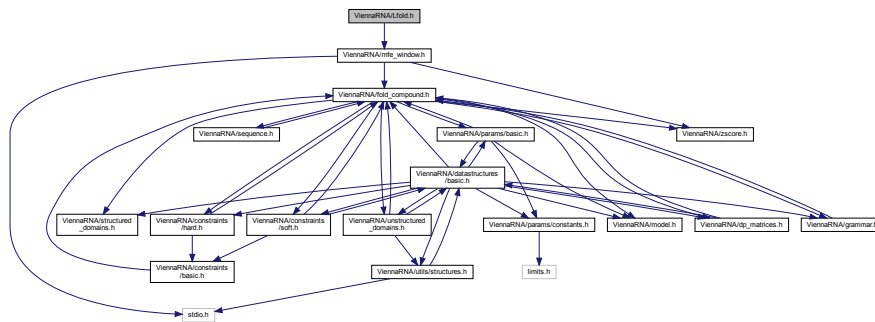 ViennaRNA/Lfold.h
ViennaRNA/mfe_window.h
ViennaRNA/fold_compound.h
ViennaRNA/sequence.h
ViennaRNA/params/basic.h
ViennaRNA/zscore.h
ViennaRNA/datastructures
/basic.h
ViennaRNA/structured
_domains.h
ViennaRNA/constraints
/hard.h
ViennaRNA/constraints
/soft.h
ViennaRNA/unstructured
_domains.h
ViennaRNA/params/constants.h
ViennaRNA/model.h
ViennaRNA/dp_matrices.h
ViennaRNA/grammar.h
ViennaRNA/constraints
/basic.h
ViennaRNA/utils/structures.h
limits.h
stdio.h